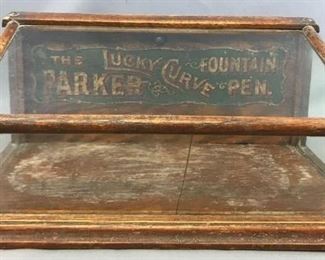 THE LUCKY CURVE FOUNTAIN
PARKER PEN.